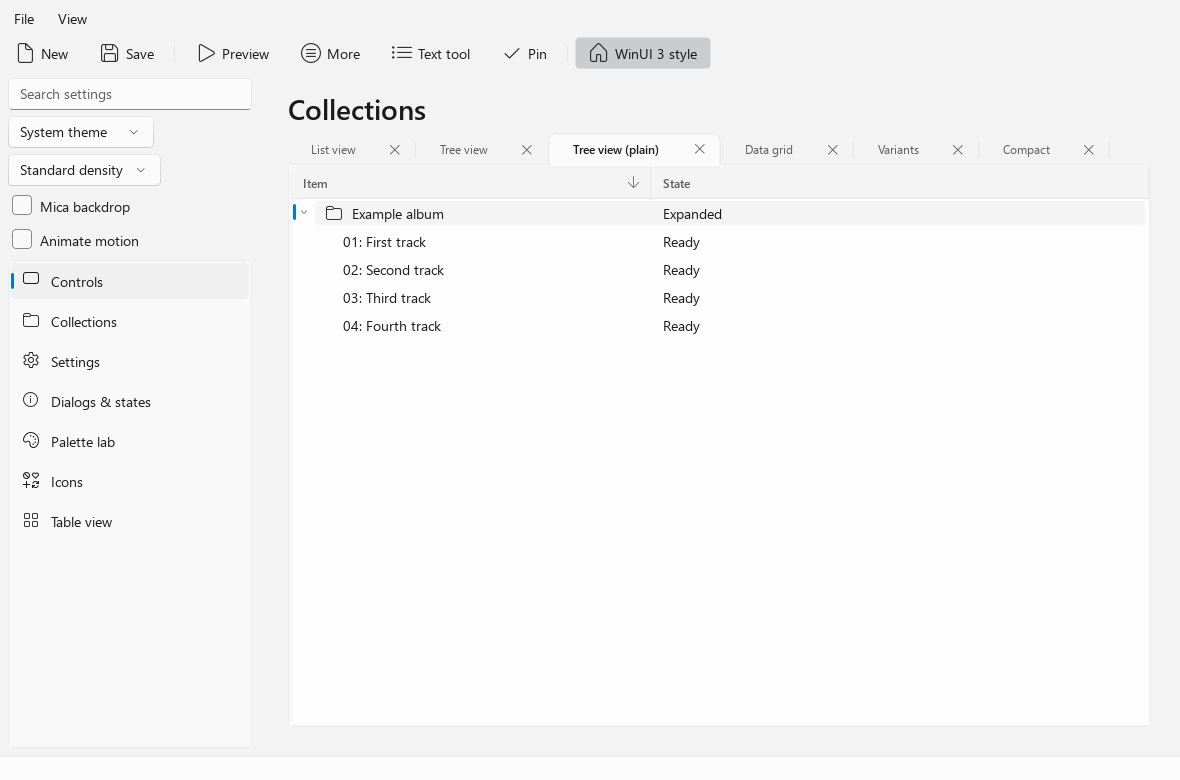 File View
New Save Preview More Text tool Pin WinUI 3 style
Search settings
System theme
Standard density
Mica backdrop
Animate motion
Controls
Collections
Settings
Dialogs & states
Palette lab
Icons
Table view
Collections
List view Tree view Tree view (plain) Data grid Variants Compact
Item State
Example album Expanded
01: First track Ready
02: Second track Ready
03: Third track Ready
04: Fourth track Ready